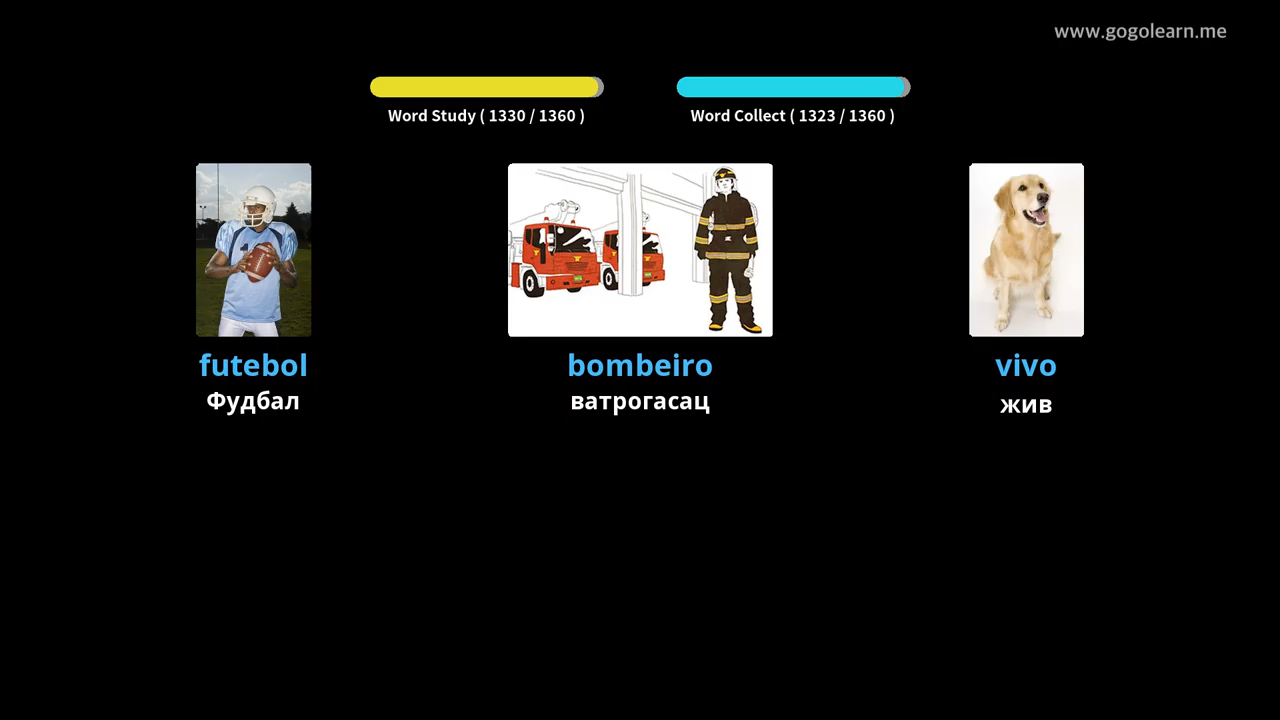 www.gogolearn.me
Word Study ( 1330 / 1360 )
Word Collect ( 1323 / 1360 )
futebol
Фудбал
bombeiro
ватрогасац
vivo
жив